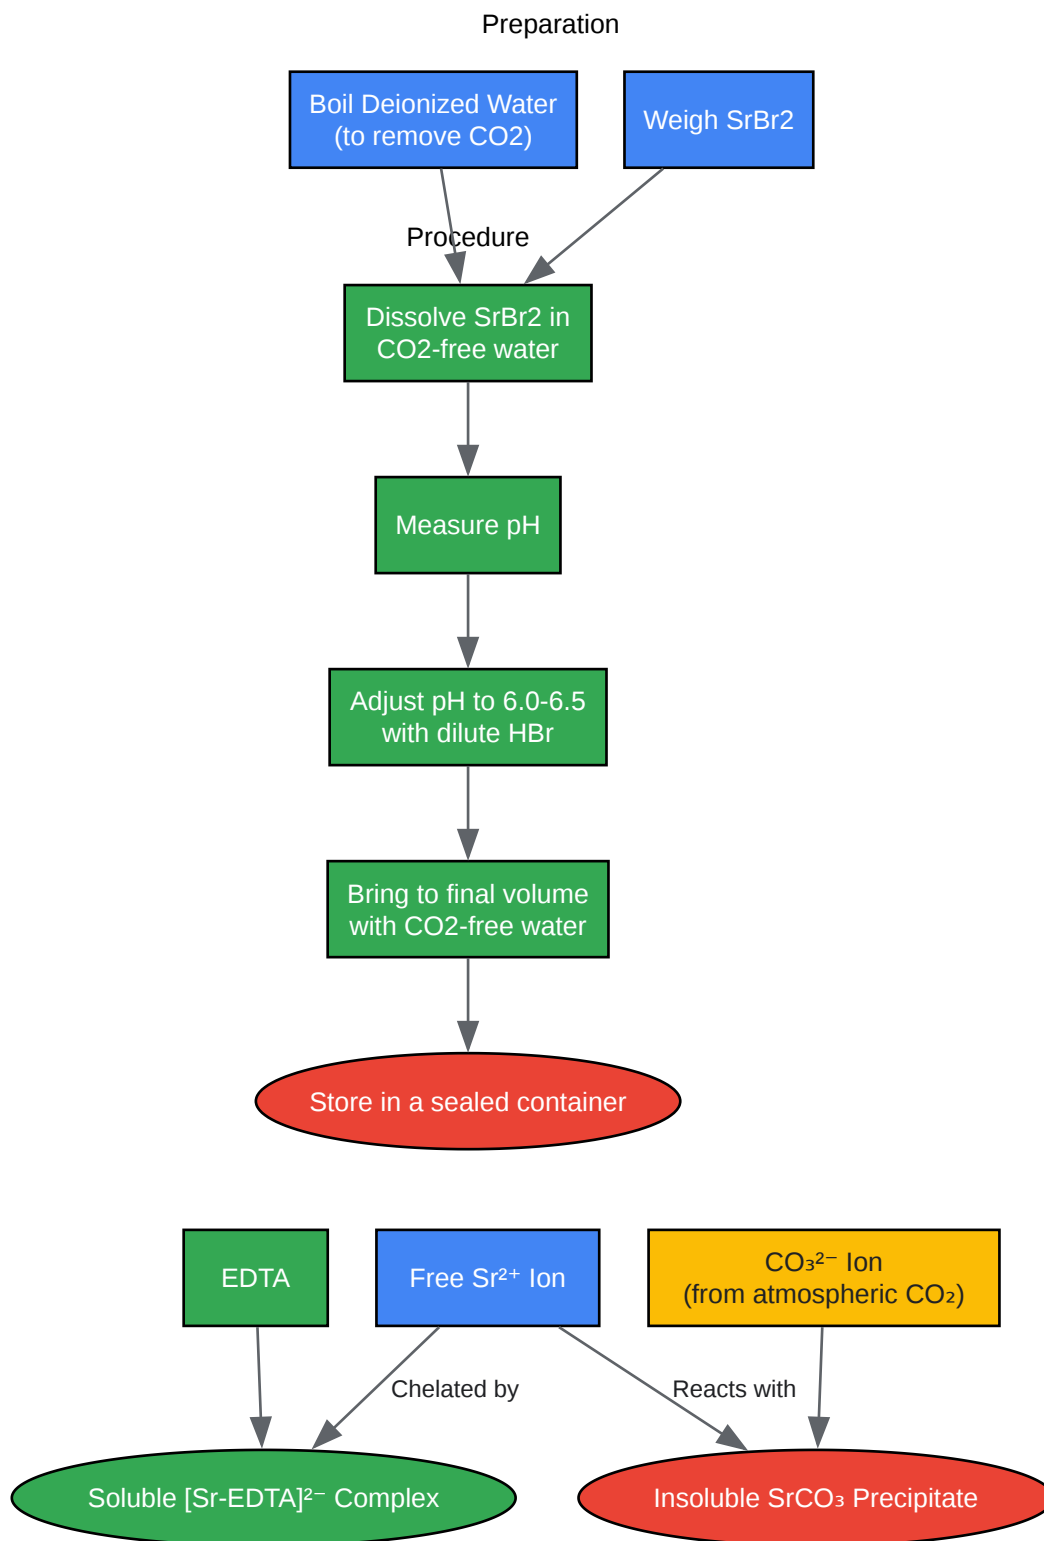 Preparation
Boil Deionized Water
(to remove CO2)
Weigh SrBr2
Procedure
Dissolve SrBr2 in
CO2-free water
Measure pH
Adjust pH to 6.0-6.5
with dilute HBr
Bring to final volume
with CO2-free water
Store in a sealed container
EDTA
Free Sr²⁺ Ion
CO₃²⁻ Ion
(from atmospheric CO₂)
Chelated by
Reacts with
Soluble [Sr-EDTA]²⁻ Complex
Insoluble SrCO₃ Precipitate